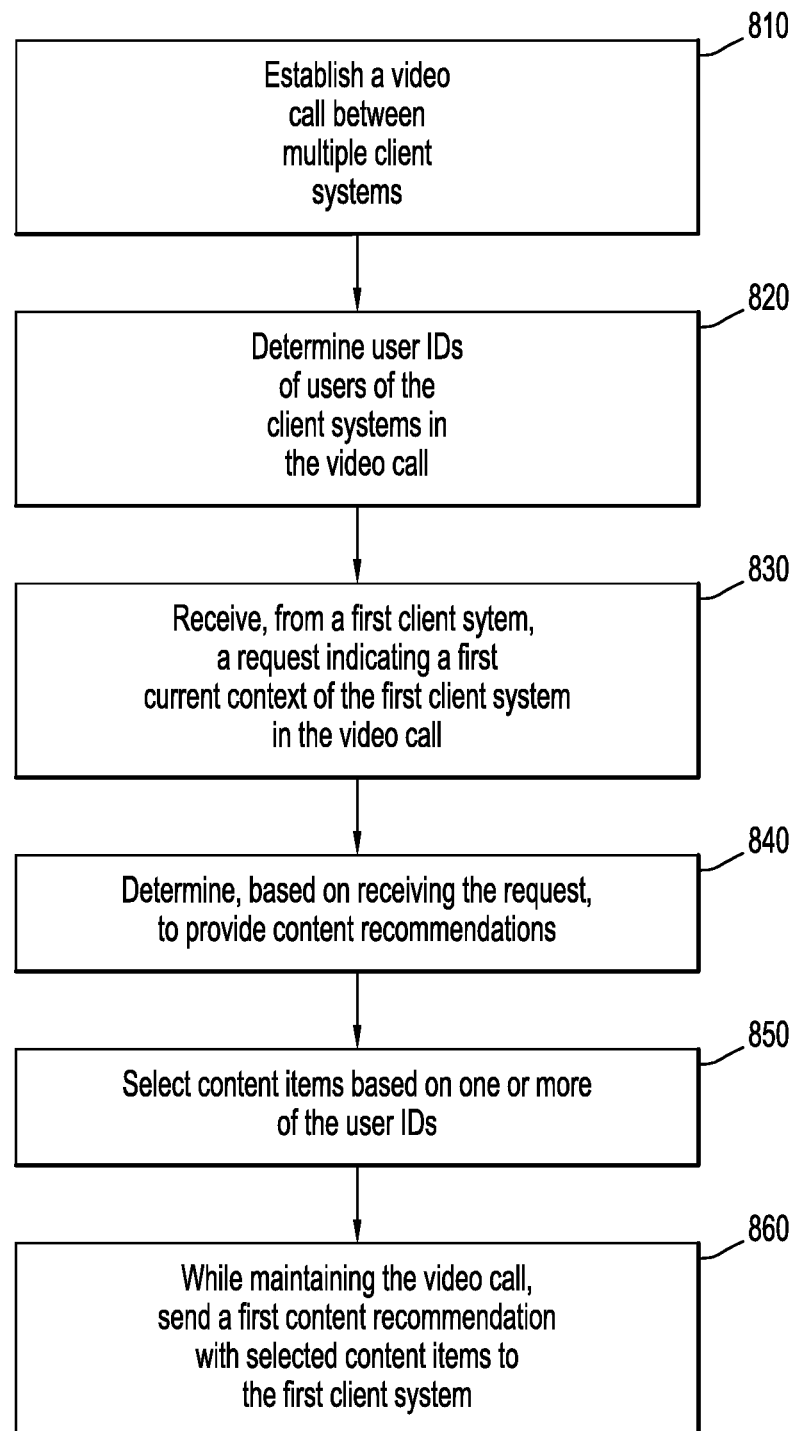 810
Establish a video
call between
multiple client
systems
820
Determine user IDs
of users of the
client systems in
the video call
830
Receive, from a first client sytem,
a request indicating a first
current context of the first client system
in the video call
840
Determine, based on receiving the request,
to provide content recommendations
850
Select content items based on one or more
of the user IDs
860
While maintaining the video call,
send a first content recommendation
with selected content items to
the first client system